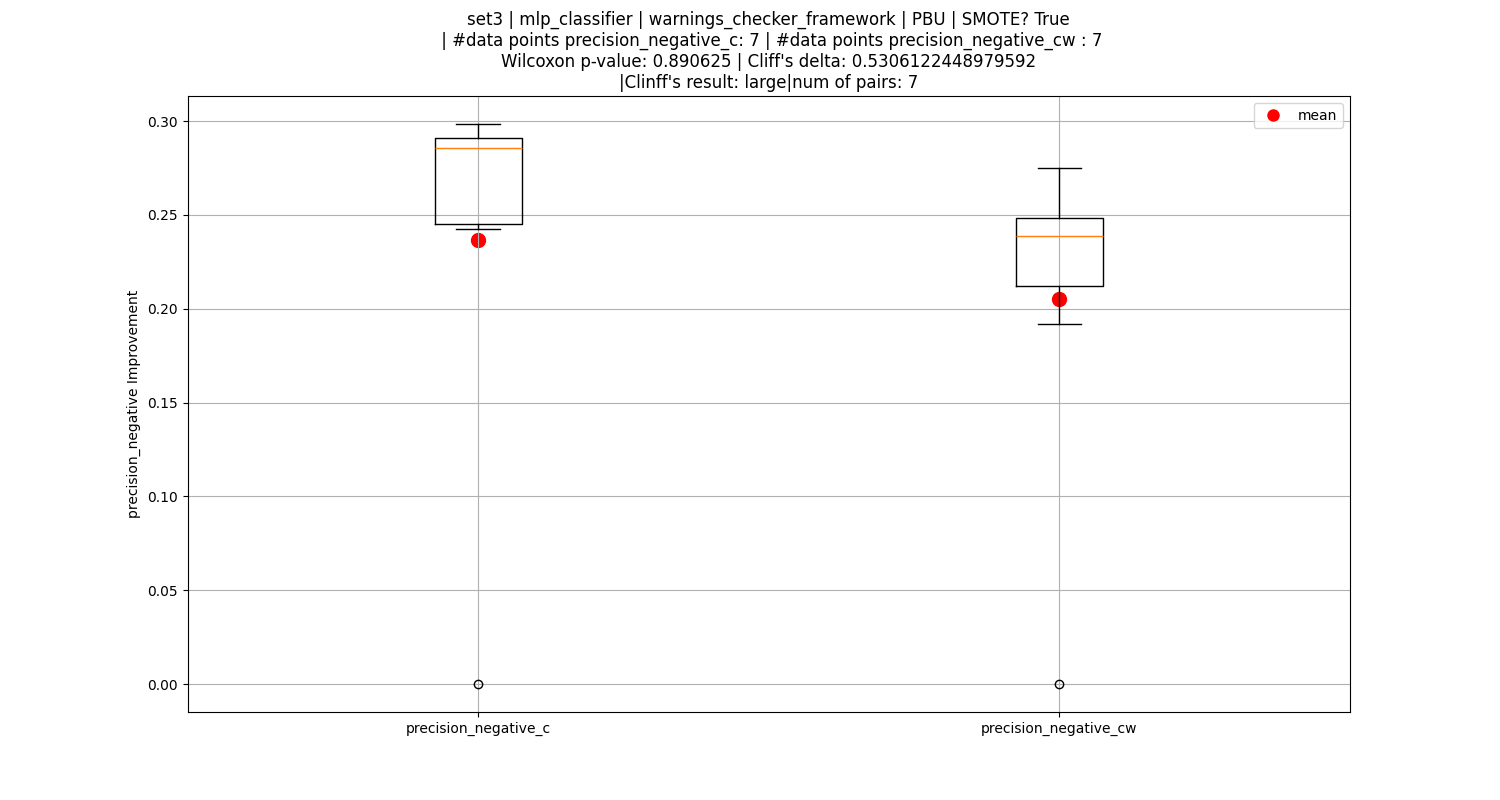 set3 | mlp_classifier | warnings_checker_framework | PBU | SMOTE? True
| #data points precision_negative_c: 7 | #data points precision_negative_cw : 7
Wilcoxon p-value: 0.890625 | Cliff's delta: 0.5306122448979592
|Clinff's result: large|num of pairs: 7
mean
precision_negative Improvement
0.30
0.25
0.20
0.15
0.10
0.05
0.00
precision_negative_c
precision_negative_cw